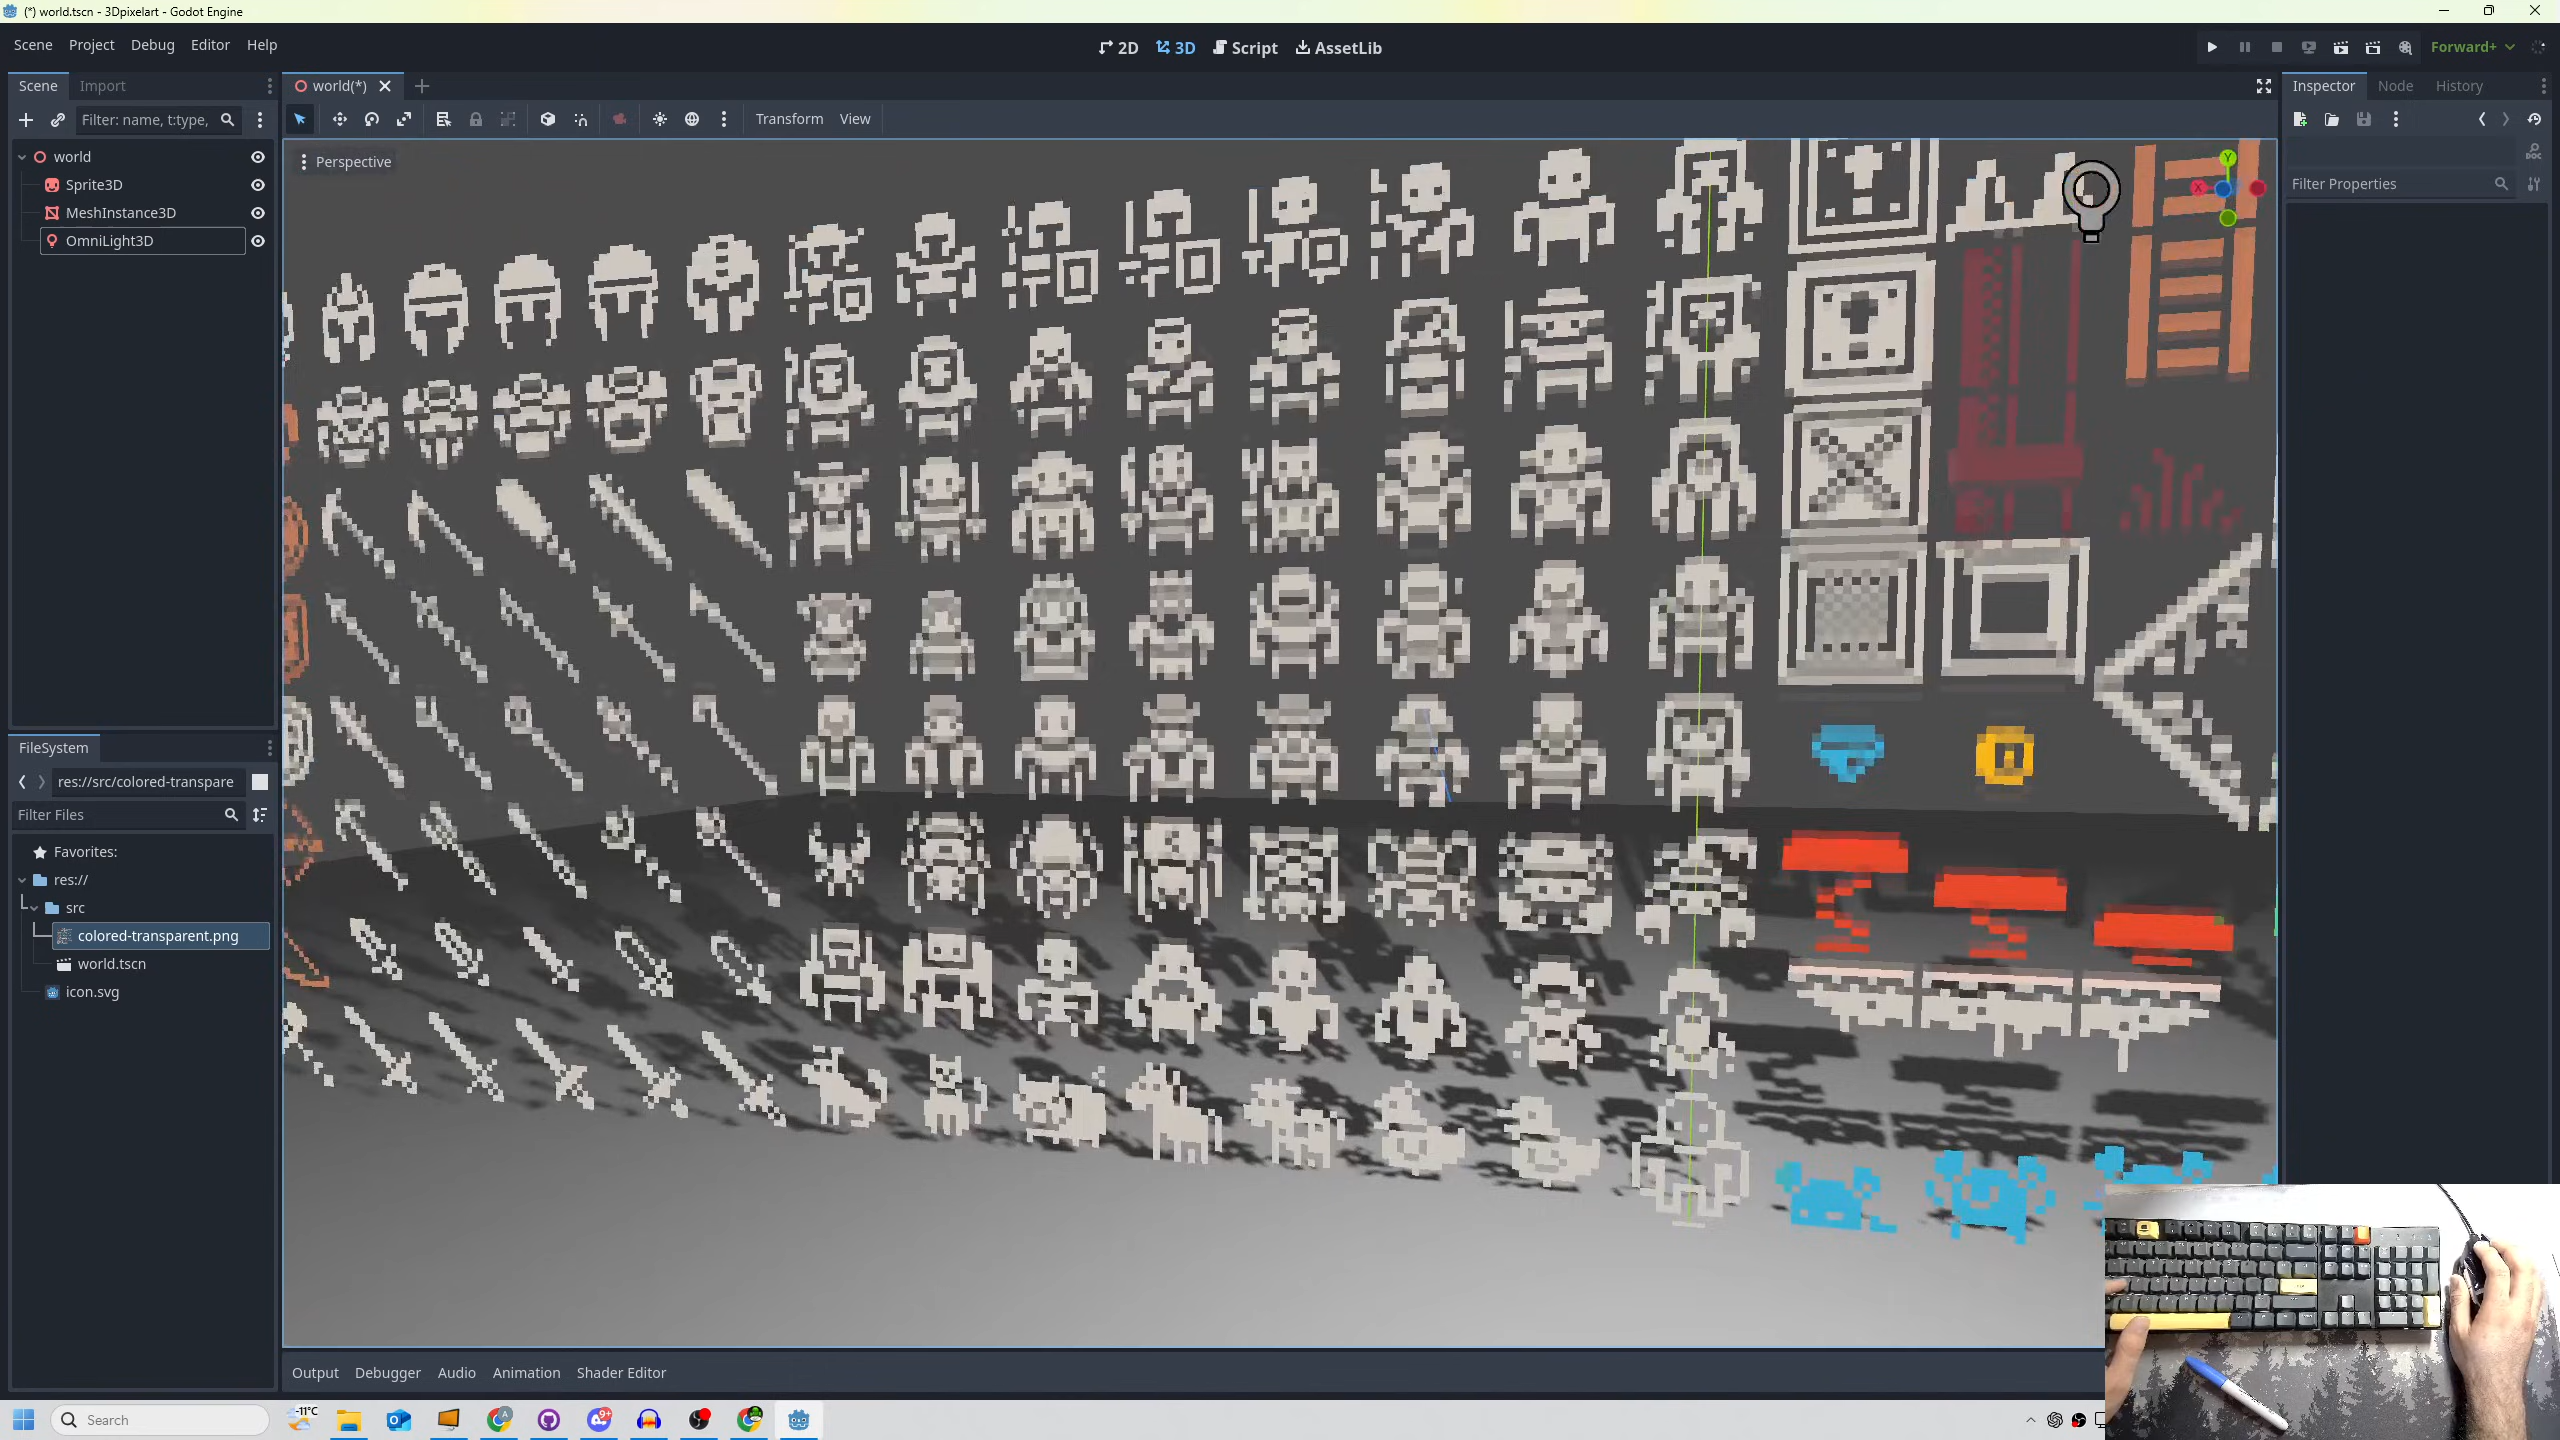 (*) world.tscn - 3Dpixelart - Godot Engine
Scene Project Debug Editor Help
2D 3D Script AssetLib
Forward+
Scene Import
world(*)
Inspector Node History
Filter: name, t:type,
Transform View
world
Perspective
Sprite3D
Filter Properties
MeshInstance3D
OmniLight3D
Y
X
FileSystem
res://src/colored-transpare
Filter Files
Favorites:
res://
src
colored-transparent.png
world.tscn
icon.svg
Output Debugger Audio Animation Shader Editor
-11°C
Search
9+